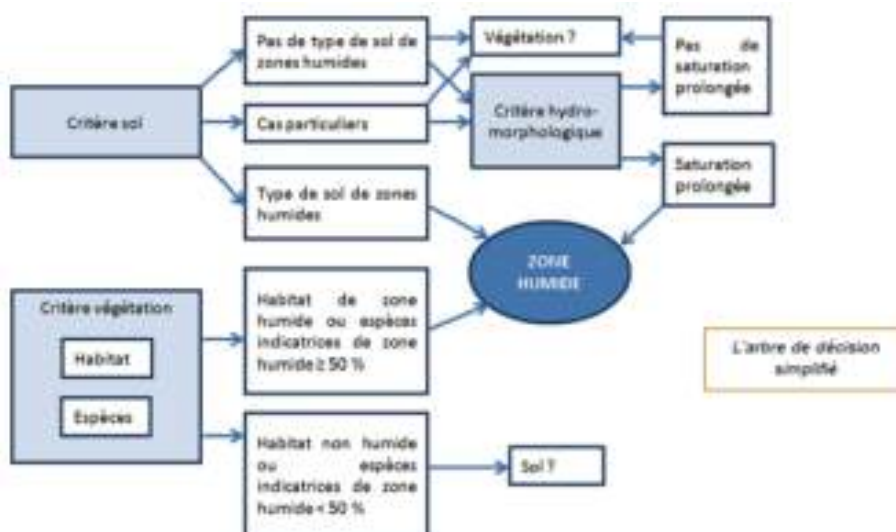 Pas de type de sol de
zones humides
Végétation ?
Pas de
saturation
prolongée
Critère sol
Cas particuliers
Critère hydro-
morphologique
Type de sol de zones
humides
Saturation
prolongée
ZONE
HUMIDE
Critère végétation
Habitat
Espèces
Habitat de zone
humide ou espèces
indicatrices de zone
humide ≥ 50 %
L'arbre de décision
simplifié
Habitat non humide
ou espèces
indicatrices de zone
humide < 50 %
Sol ?